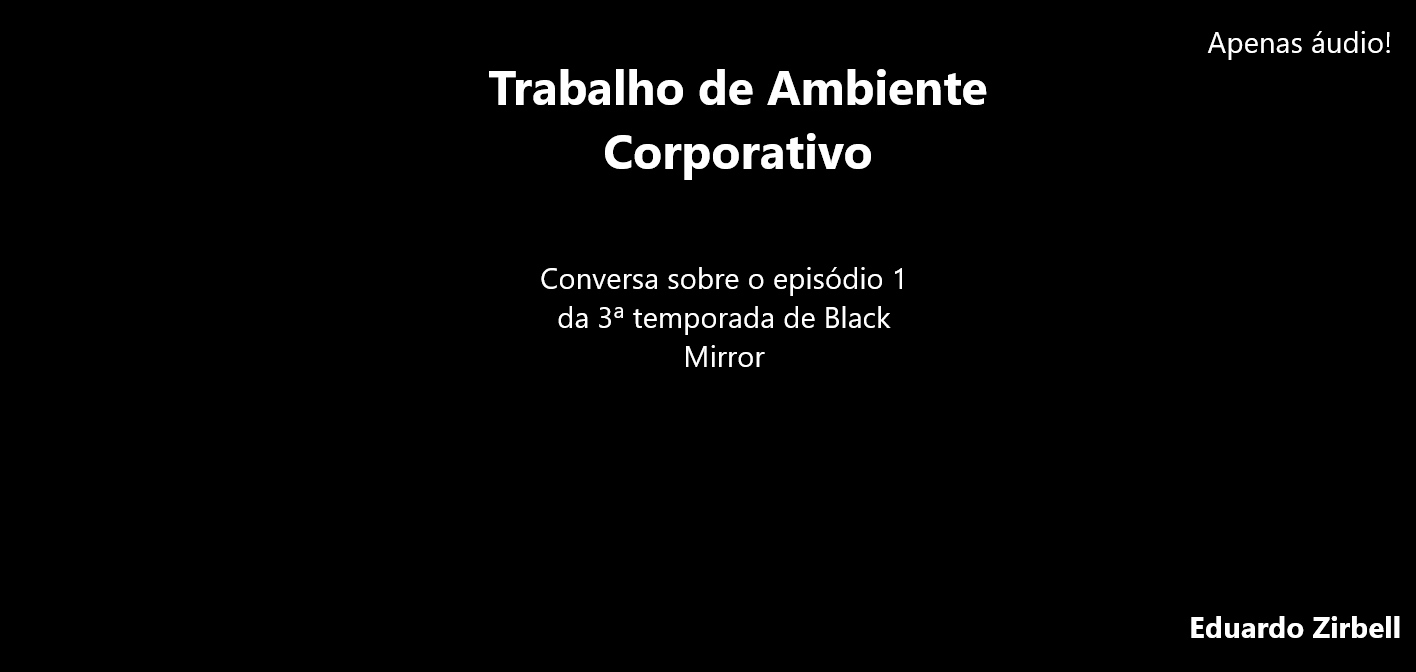 Apenas áudio!
Trabalho de Ambiente
Corporativo
Conversa sobre o episódio 1
da 3ª temporada de Black
Mirror
Eduardo Zirbell